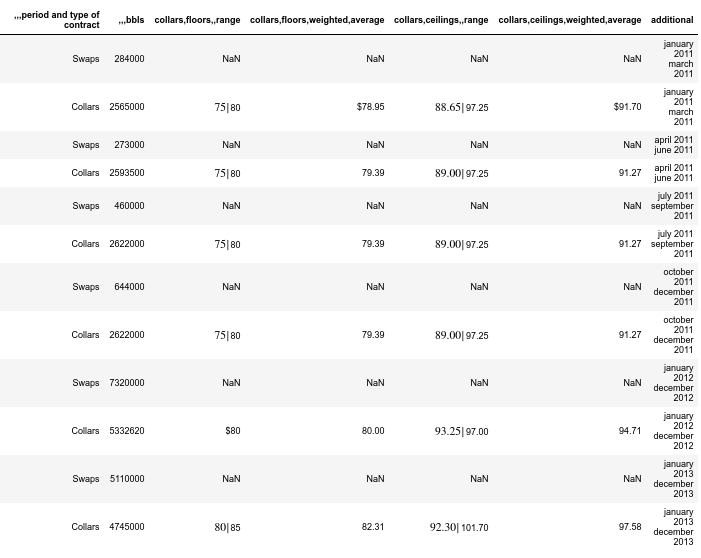 ,,,period and type of contract ,,,bbls collars,floors,,range collars,floors,weighted,average collars,ceilings,,range collars,ceilings,weighted,average additional
Swaps 284000 NaN NaN NaN NaN january 2011 march 2011
Collars 2565000 75|80 $78.95 88.65|97.25 $91.70 january 2011 march 2011
Swaps 273000 NaN NaN NaN NaN april 2011 june 2011
Collars 2593500 75|80 79.39 89.00|97.25 91.27 april 2011 june 2011
Swaps 460000 NaN NaN NaN NaN july 2011 september 2011
Collars 2622000 75|80 79.39 89.00|97.25 91.27 july 2011 september 2011
Swaps 644000 NaN NaN NaN NaN october 2011 december 2011
Collars 2622000 75|80 79.39 89.00|97.25 91.27 october 2011 december 2011
Swaps 7320000 NaN NaN NaN NaN january 2012 december 2012
Collars 5332620 $80 80.00 93.25|97.00 94.71 january 2012 december 2012
Swaps 5110000 NaN NaN NaN NaN january 2013 december 2013
Collars 4745000 80|85 82.31 92.30|101.70 97.58 january 2013 december 2013